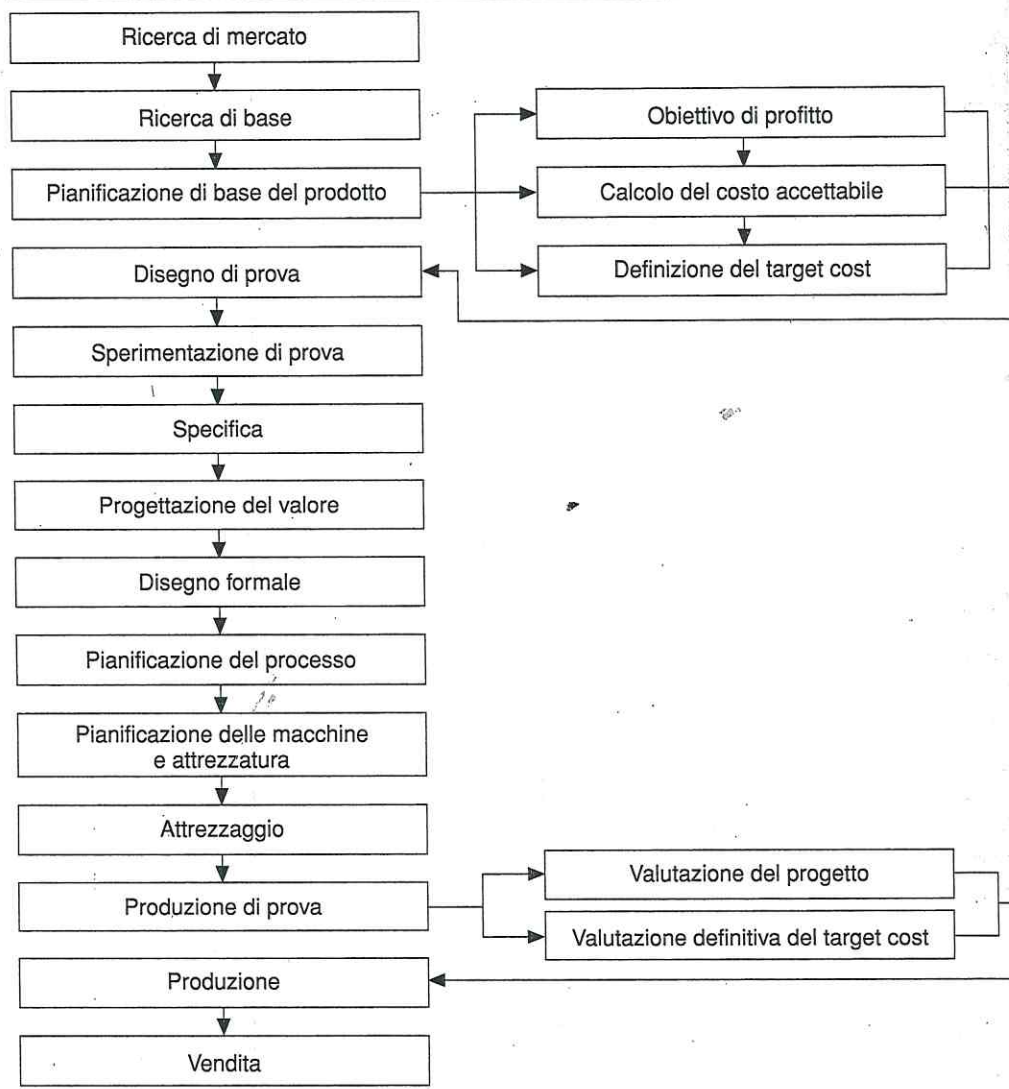 Ricerca di mercato
Ricerca di base
Pianificazione di base del prodotto
Obiettivo di profitto
Calcolo del costo accettabile
Definizione del target cost
Disegno di prova
Sperimentazione di prova
Specifica
Progettazione del valore
Disegno formale
Pianificazione del processo
Pianificazione delle macchine
e attrezzatura
Attrezzaggio
Produzione di prova
Valutazione del progetto
Valutazione definitiva del target cost
Produzione
Vendita